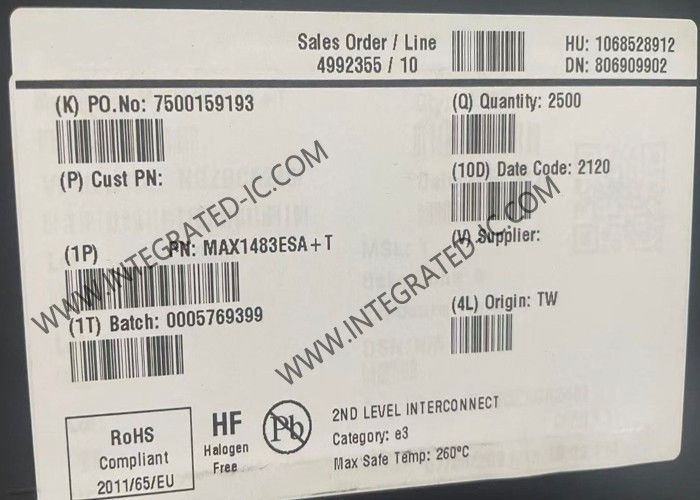 Sales Order / Line
4992355 / 10
HU: 1068528912
DN: 806909902
(K) PO.No: 7500159193
(Q) Quantity: 2500
(P) Cust PN:
(10D) Date Code: 2120
(1P) PN: MAX1483ESA+T
(V) Supplier:
(1T) Batch: 0005769399
(4L) Origin: TW
WWW.INTEGRATED-IC.COM
WWW.INTEGRATED-IC.COM
RoHS
Compliant
2011/65/EU
HF
Halogen
Free
Pb
2ND LEVEL INTERCONNECT
Category: e3
Max Safe Temp: 260ºC